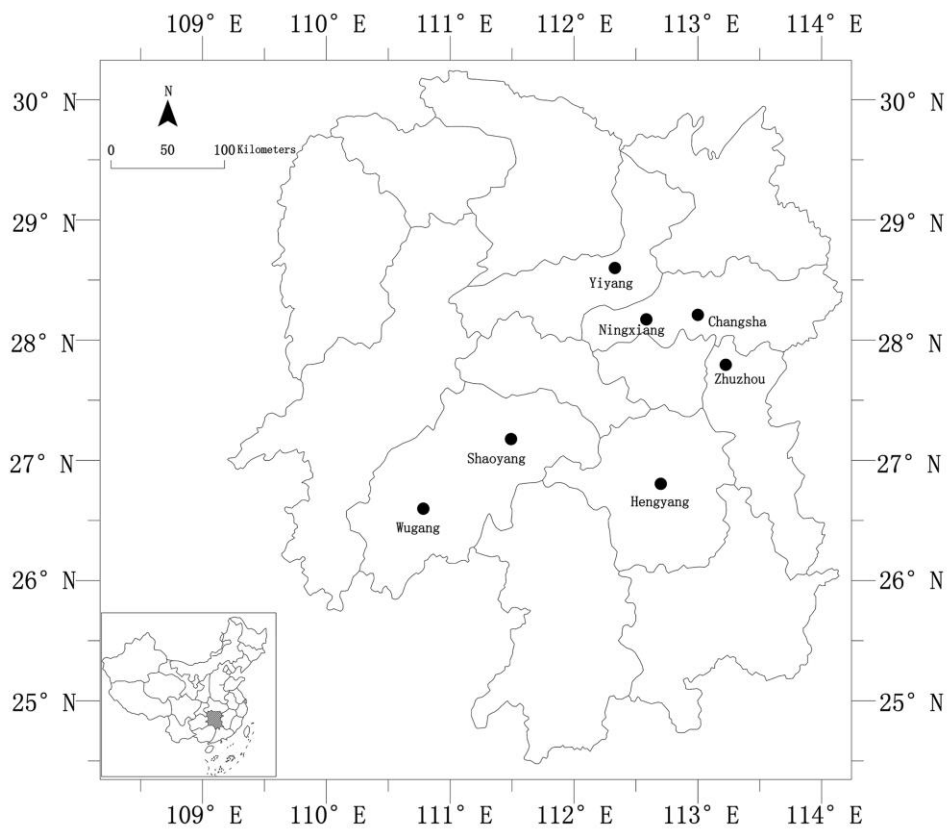 109° E 110° E 111° E 112° E 113° E 114° E
30° N 30° N
N
0 50 100 Kilometers
29° N 29° N
Yiyang
Ningxiang Changsha
28° N 28° N
Zhuzhou
27° N 27° N
Shaoyang
Hengyang
Wugang
26° N 26° N
25° N 25° N
109° E 110° E 111° E 112° E 113° E 114° E